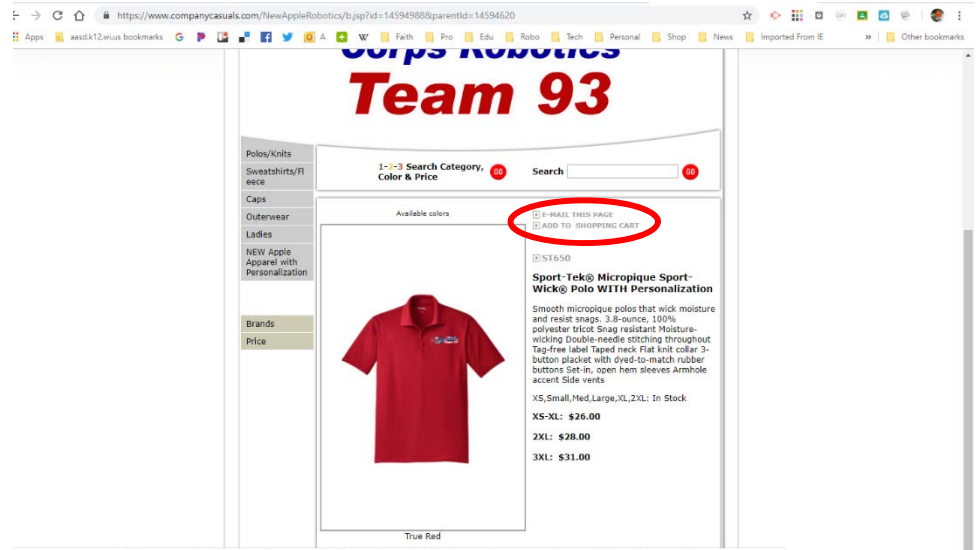 https://www.companycasuals.com/NewAppleRobotics/b.jsp?id=14594988&parentId=14594620
Apps aasd.k12.wi.us bookmarks G A W Faith Pro Edu Robo Tech Personal Shop News Imported From IE » Other bookmarks
Corps Robotics
Team 93
Polos/Knits
Sweatshirts/Fl
eece
Caps
Outerwear
Ladies
NEW Apple
Apparel with
Personalization
Brands
Price
1-2-3 Search Category,
Color & Price
GO
Search
GO
Available colors
True Red
E-MAIL THIS PAGE
ADD TO SHOPPING CART
ST650
Sport-Tek® Micropique Sport-
Wick® Polo WITH Personalization
Smooth micropique polos that wick moisture
and resist snags. 3.8-ounce, 100%
polyester tricot Snag resistant Moisture-
wicking Double-needle stitching throughout
Tag-free label Taped neck Flat knit collar 3-
button placket with dyed-to-match rubber
buttons Set-in, open hem sleeves Armhole
accent Side vents
XS,Small,Med,Large,XL,2XL: In Stock
XS-XL: $26.00
2XL: $28.00
3XL: $31.00